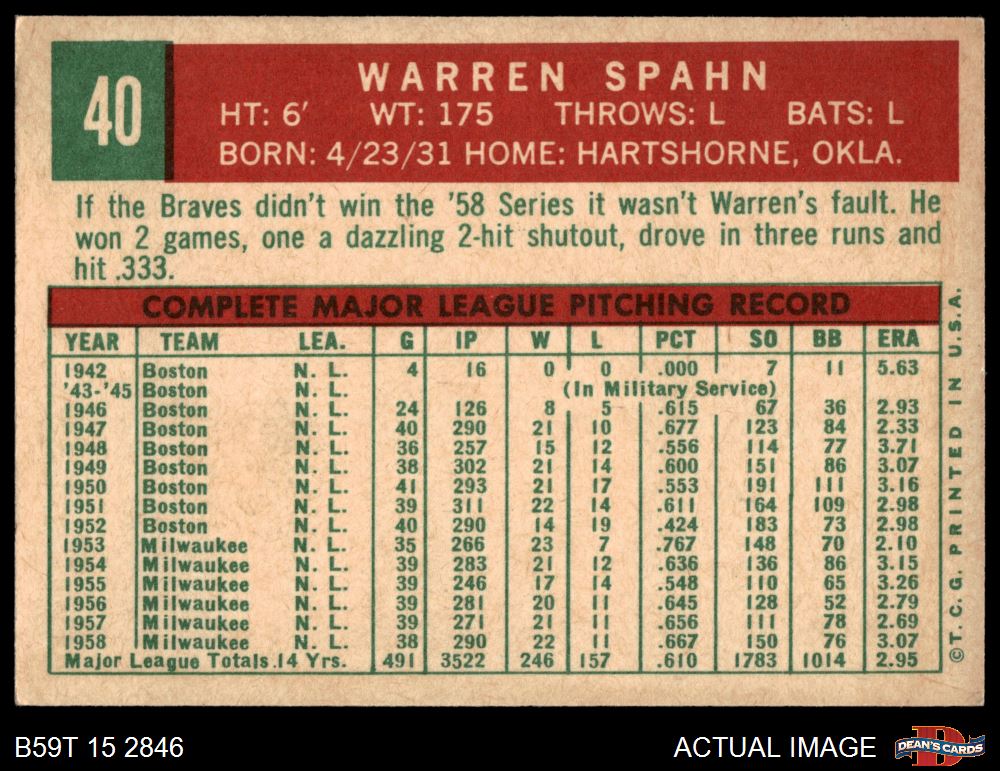 40
WARREN SPAHN
HT: 6' WT: 175 THROWS: L BATS: L
BORN: 4/23/31 HOME: HARTSHORNE, OKLA.
If the Braves didn't win the '58 Series it wasn't Warren's fault. He
won 2 games, one a dazzling 2-hit shutout, drove in three runs and
hit .333.
COMPLETE MAJOR LEAGUE PITCHING RECORD
YEAR TEAM LEA. G IP W L PCT SO BB ERA
1942 Boston N. L. 4 16 0 0 .000 7 11 5.63
'43-'45 Boston N. L. (In Military Service)
1946 Boston N. L. 24 126 8 5 .615 67 36 2.93
1947 Boston N. L. 40 290 21 10 .677 123 84 2.33
1948 Boston N. L. 36 257 15 12 .556 114 77 3.71
1949 Boston N. L. 38 302 21 14 .600 151 86 3.07
1950 Boston N. L. 41 293 21 17 .553 191 111 3.16
1951 Boston N. L. 39 311 22 14 .611 164 109 2.98
1952 Boston N. L. 40 290 14 19 .424 183 73 2.98
1953 Milwaukee N. L. 35 266 23 7 .767 148 70 2.10
1954 Milwaukee N. L. 39 283 21 12 .636 136 86 3.15
1955 Milwaukee N. L. 39 246 17 14 .548 110 65 3.26
1956 Milwaukee N. L. 39 281 20 11 .645 128 52 2.79
1957 Milwaukee N. L. 39 271 21 11 .656 111 78 2.69
1958 Milwaukee N. L. 38 290 22 11 .667 150 76 3.07
Major League Totals 14 Yrs. 491 3522 246 157 .610 1783 1014 2.95
©T. C. G. PRINTED IN U.S.A.
B59T 15 2846
ACTUAL IMAGE
DEAN'S CARDS